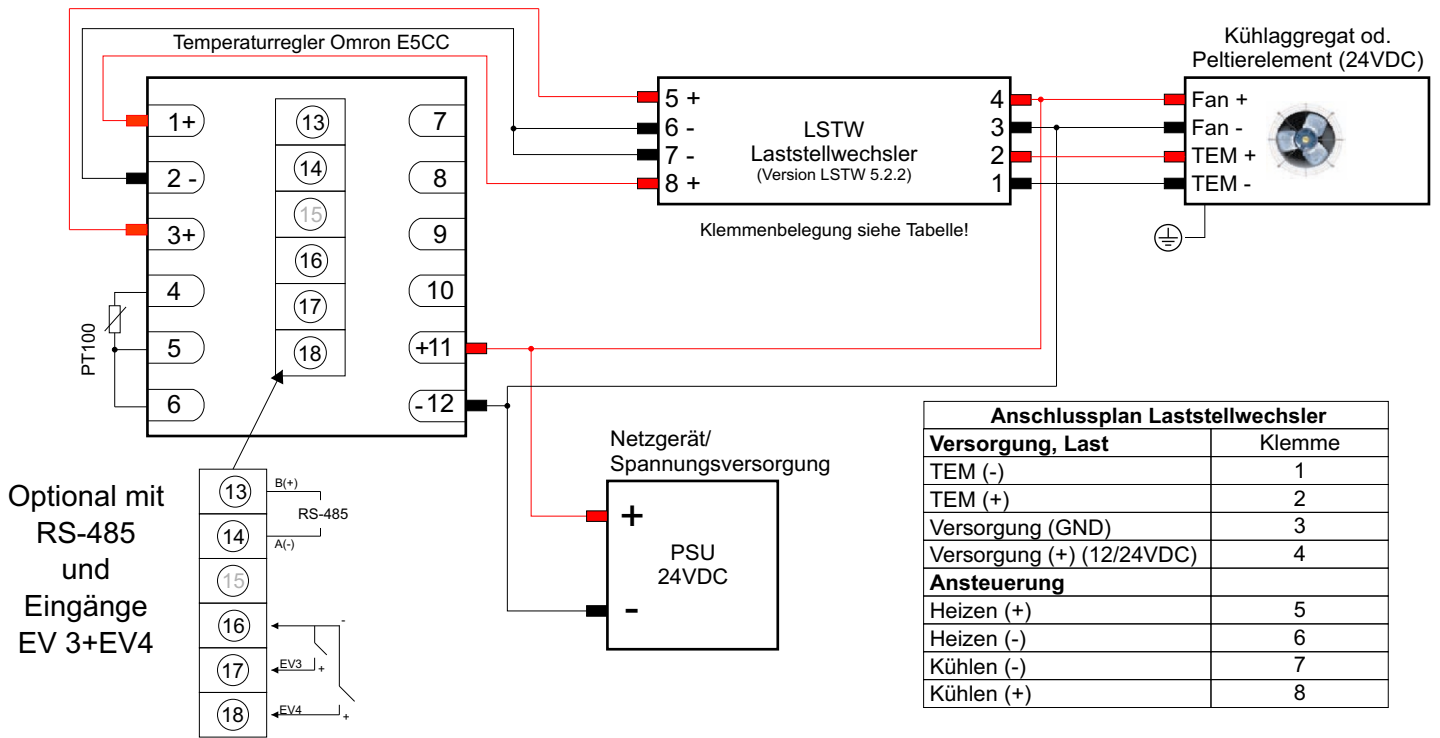 Temperaturregler Omron E5CC
1+
2 -
3+
4
5
6
PT100
13
14
15
16
17
18
7
8
9
10
+11
-12
5 +
6 -
7 -
8 +
LSTW
Laststellwechsler
(Version LSTW 5.2.2)
4
3
2
1
Klemmenbelegung siehe Tabelle!
Kühlaggregat od.
Peltierelement (24VDC)
Fan +
Fan -
TEM +
TEM -
Optional mit
RS-485
und
Eingänge
EV 3+EV4
13
14
15
16
17
18
B(+)
RS-485
A(-)
-
EV3
+
EV4
+
Netzgerät/
Spannungsversorgung
+
PSU
24VDC
-
Anschlussplan Laststellwechsler
Versorgung, Last Klemme
TEM (-) 1
TEM (+) 2
Versorgung (GND) 3
Versorgung (+) (12/24VDC) 4
Ansteuerung
Heizen (+) 5
Heizen (-) 6
Kühlen (-) 7
Kühlen (+) 8